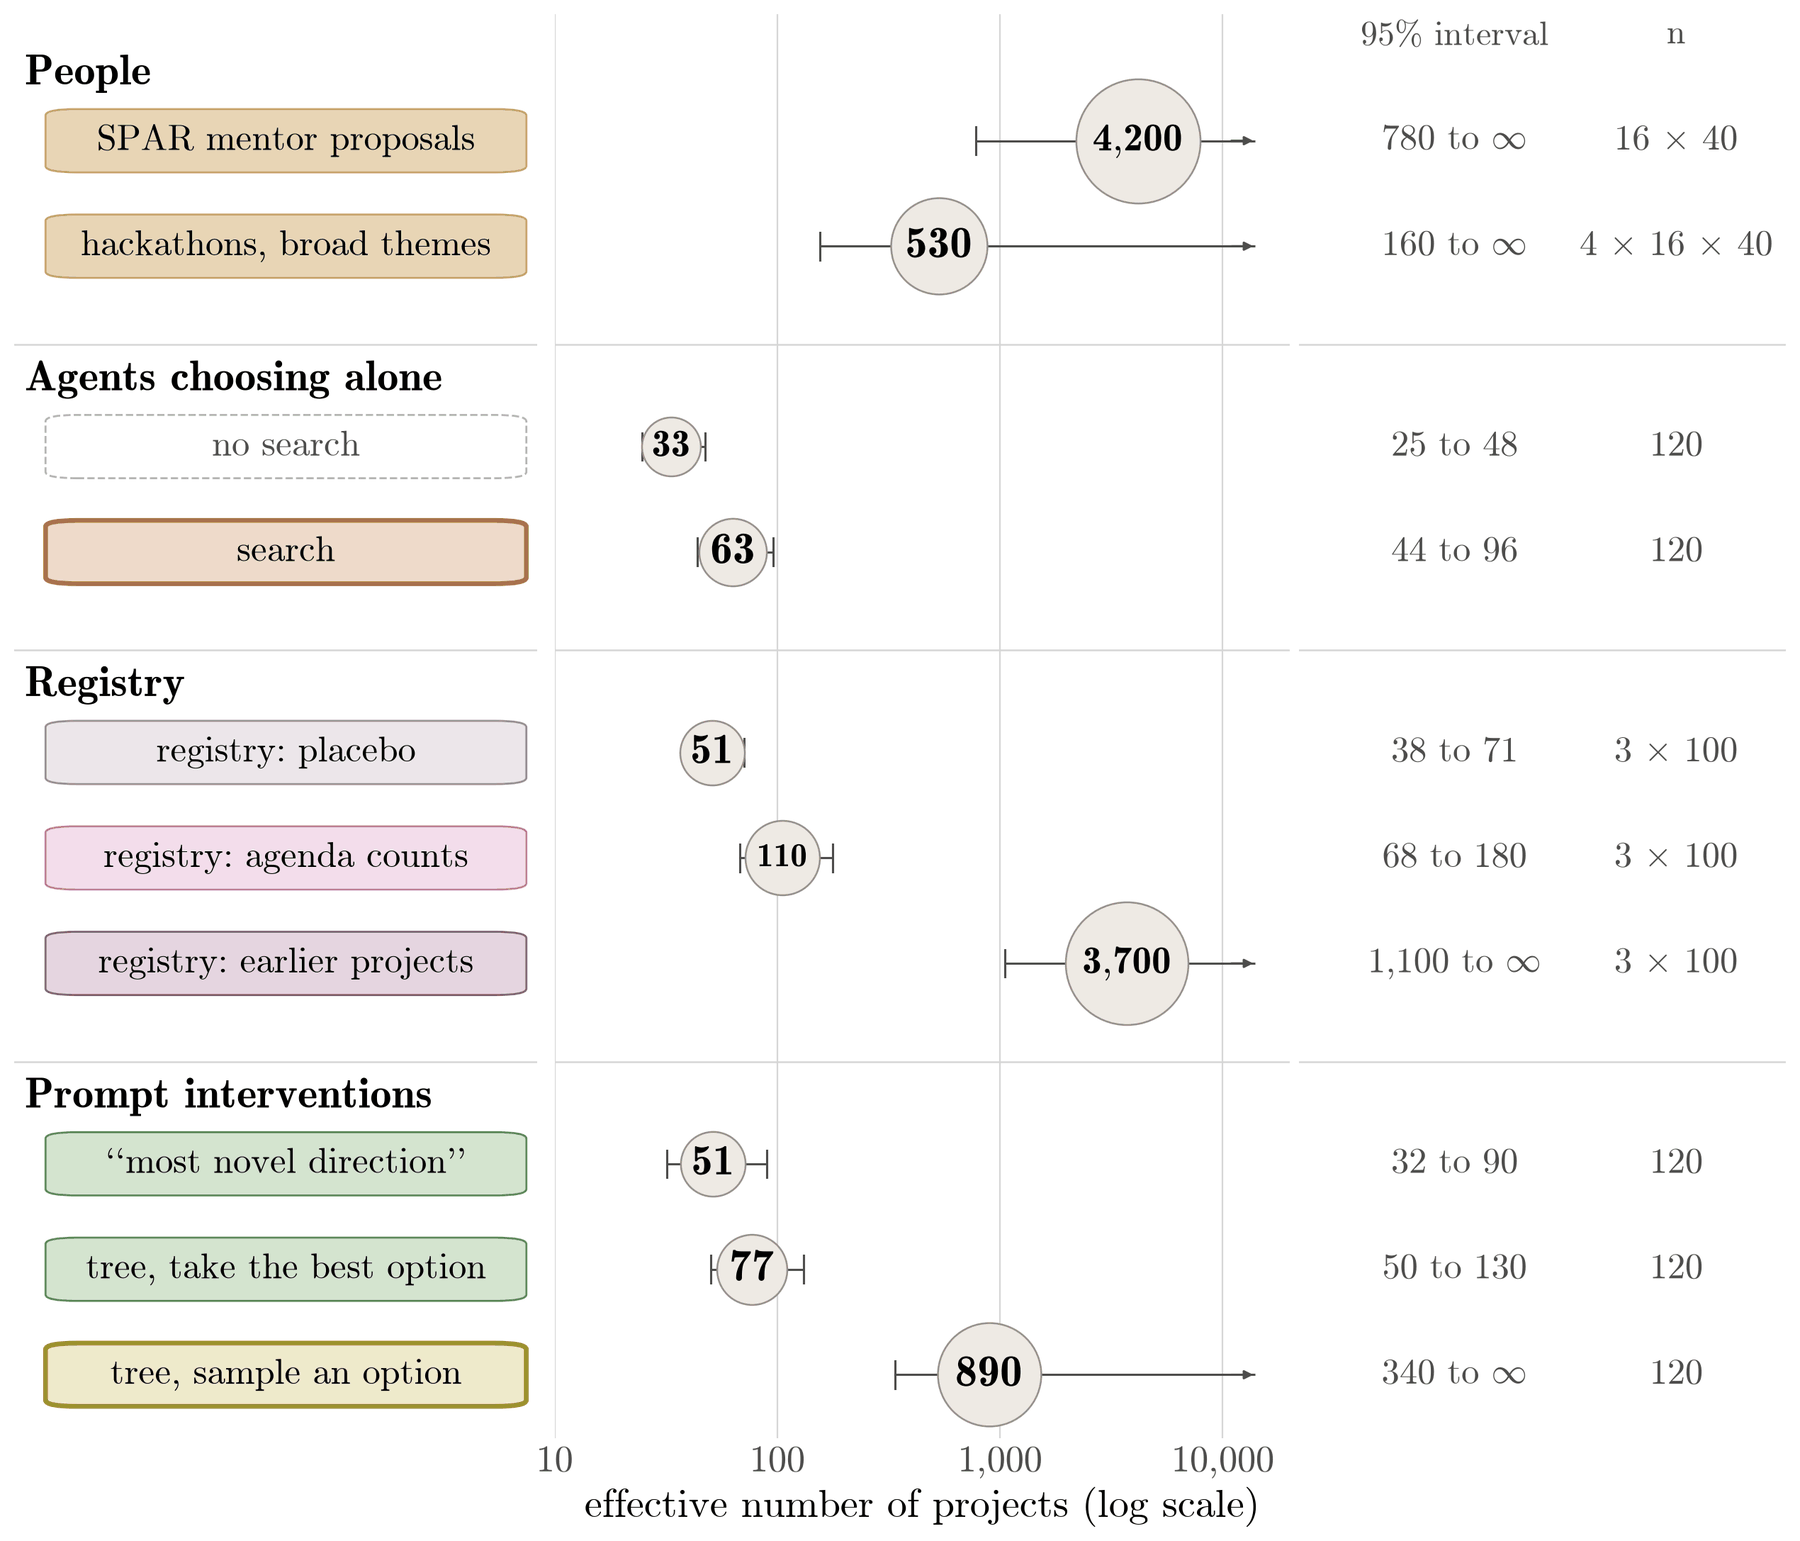 95% interval n
People
SPAR mentor proposals 4,200 780 to ∞ 16 × 40
hackathons, broad themes 530 160 to ∞ 4 × 16 × 40
Agents choosing alone
no search 33 25 to 48 120
search 63 44 to 96 120
Registry
registry: placebo 51 38 to 71 3 × 100
registry: agenda counts 110 68 to 180 3 × 100
registry: earlier projects 3,700 1,100 to ∞ 3 × 100
Prompt interventions
“most novel direction” 51 32 to 90 120
tree, take the best option 77 50 to 130 120
tree, sample an option 890 340 to ∞ 120
10 100 1,000 10,000
effective number of projects (log scale)